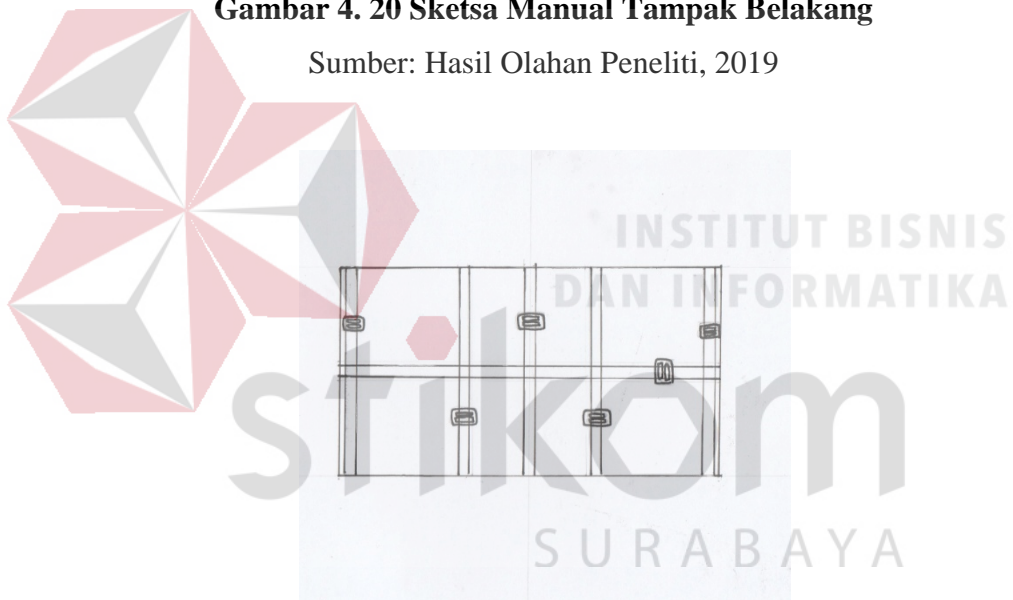 Gambar 4. 20 Sketsa Manual Tampak Belakang
Sumber: Hasil Olahan Peneliti, 2019
INSTITUT BISNIS
DAN INFORMATIKA
stikom
SURABAYA